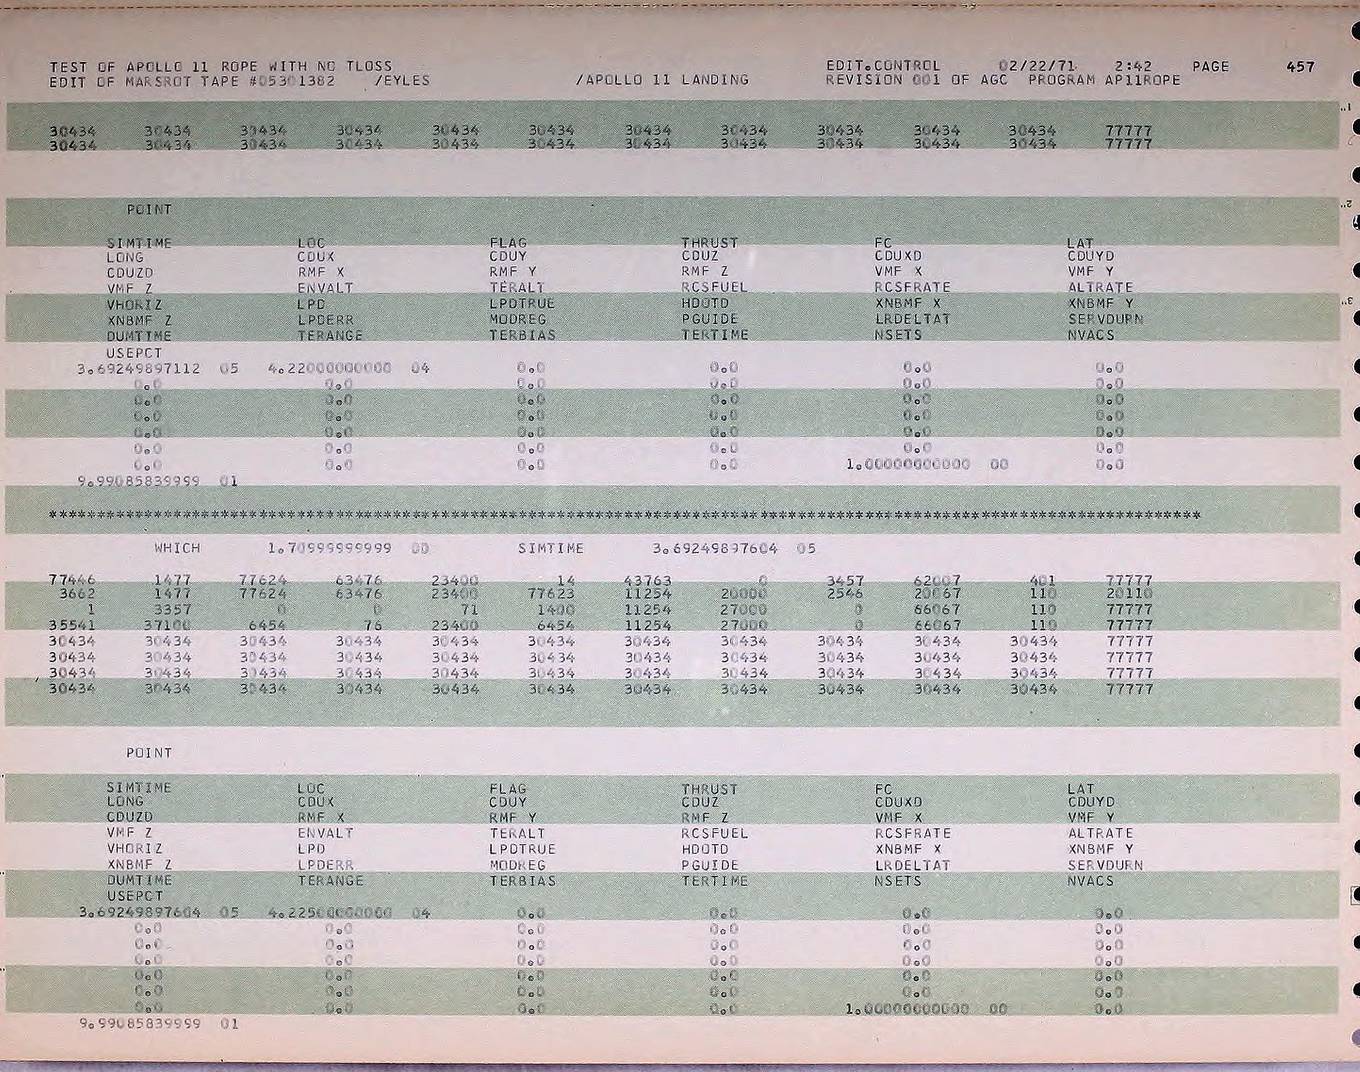 TEST OF APOLLO 11 ROPE WITH NO TLOSS EDIT.CONTROL 02/22/71 2:42 PAGE 457
EDIT OF MARSROT TAPE #05301382 /EYLES /APOLLO 11 LANDING REVISION 001 OF AGC PROGRAM AP11ROPE
30434 30434 30434 30434 30434 30434 30434 30434 30434 30434 30434 77777
30434 30434 30434 30434 30434 30434 30434 30434 30434 30434 30434 77777
POINT
SIMTIME LOC FLAG THRUST FC LAT
LONG CDUX CDUY CDUZ CDUXD CDUYD
CDUZD RMF X RMF Y RMF Z VMF X VMF Y
VMF Z ENVALT TERALT RCSFUEL RCSFRATE ALTRATE
VHORIZ LPD LPDTRUE HDOTD XNBMF X XNBMF Y
XNBMF Z LPDERR MODREG PGUIDE LRDELTAT SERVDURN
DUMTIME TERANGE TERBIAS TERTIME NSETS NVACS
USEPCT
3.69249897112 05 4.22000000000 04 0.0 0.0 0.0 0.0
0.0 0.0 0.0 0.0 0.0 0.0
0.0 0.0 0.0 0.0 0.0 0.0
0.0 0.0 0.0 0.0 0.0 0.0
0.0 0.0 0.0 0.0 0.0 0.0
0.0 0.0 0.0 0.0 0.0 0.0
0.0 0.0 0.0 0.0 1.00000000000 00 0.0
9.99085839999 01
************************************************************************************************************************
WHICH 1.70999999999 00 SIMTIME 3.69249897604 05
77446 1477 77624 63476 23400 14 43763 0 3457 62007 401 77777
3662 1477 77624 63476 23400 77623 11254 20000 2546 20067 110 20110
1 3357 0 0 71 1400 11254 27000 0 66067 110 77777
35541 37100 6454 76 23400 6454 11254 27000 0 66067 110 77777
30434 30434 30434 30434 30434 30434 30434 30434 30434 30434 30434 77777
30434 30434 30434 30434 30434 30434 30434 30434 30434 30434 30434 77777
30434 30434 30434 30434 30434 30434 30434 30434 30434 30434 30434 77777
30434 30434 30434 30434 30434 30434 30434 30434 30434 30434 30434 77777
POINT
SIMTIME LOC FLAG THRUST FC LAT
LONG CDUX CDUY CDUZ CDUXD CDUYD
CDUZD RMF X RMF Y RMF Z VMF X VMF Y
VMF Z ENVALT TERALT RCSFUEL RCSFRATE ALTRATE
VHORIZ LPD LPDTRUE HDOTD XNBMF X XNBMF Y
XNBMF Z LPDERR MODREG PGUIDE LRDELTAT SERVDURN
DUMTIME TERANGE TERBIAS TERTIME NSETS NVACS
USEPCT
3.69249897604 05 4.22500000000 04 0.0 0.0 0.0 0.0
0.0 0.0 0.0 0.0 0.0 0.0
0.0 0.0 0.0 0.0 0.0 0.0
0.0 0.0 0.0 0.0 0.0 0.0
0.0 0.0 0.0 0.0 0.0 0.0
0.0 0.0 0.0 0.0 0.0 0.0
0.0 0.0 0.0 0.0 1.00000000000 00 0.0
9.99085839999 01